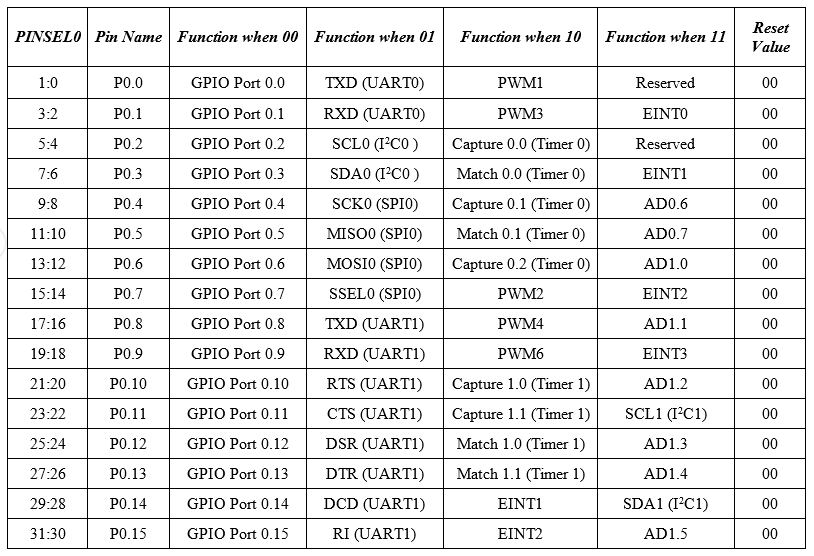 PINSEL0 Pin Name Function when 00 Function when 01 Function when 10 Function when 11 Reset Value
1:0 P0.0 GPIO Port 0.0 TXD (UART0) PWM1 Reserved 00
3:2 P0.1 GPIO Port 0.1 RXD (UART0) PWM3 EINT0 00
5:4 P0.2 GPIO Port 0.2 SCL0 (I²C0 ) Capture 0.0 (Timer 0) Reserved 00
7:6 P0.3 GPIO Port 0.3 SDA0 (I²C0 ) Match 0.0 (Timer 0) EINT1 00
9:8 P0.4 GPIO Port 0.4 SCK0 (SPI0) Capture 0.1 (Timer 0) AD0.6 00
11:10 P0.5 GPIO Port 0.5 MISO0 (SPI0) Match 0.1 (Timer 0) AD0.7 00
13:12 P0.6 GPIO Port 0.6 MOSI0 (SPI0) Capture 0.2 (Timer 0) AD1.0 00
15:14 P0.7 GPIO Port 0.7 SSEL0 (SPI0) PWM2 EINT2 00
17:16 P0.8 GPIO Port 0.8 TXD (UART1) PWM4 AD1.1 00
19:18 P0.9 GPIO Port 0.9 RXD (UART1) PWM6 EINT3 00
21:20 P0.10 GPIO Port 0.10 RTS (UART1) Capture 1.0 (Timer 1) AD1.2 00
23:22 P0.11 GPIO Port 0.11 CTS (UART1) Capture 1.1 (Timer 1) SCL1 (I²C1) 00
25:24 P0.12 GPIO Port 0.12 DSR (UART1) Match 1.0 (Timer 1) AD1.3 00
27:26 P0.13 GPIO Port 0.13 DTR (UART1) Match 1.1 (Timer 1) AD1.4 00
29:28 P0.14 GPIO Port 0.14 DCD (UART1) EINT1 SDA1 (I²C1) 00
31:30 P0.15 GPIO Port 0.15 RI (UART1) EINT2 AD1.5 00